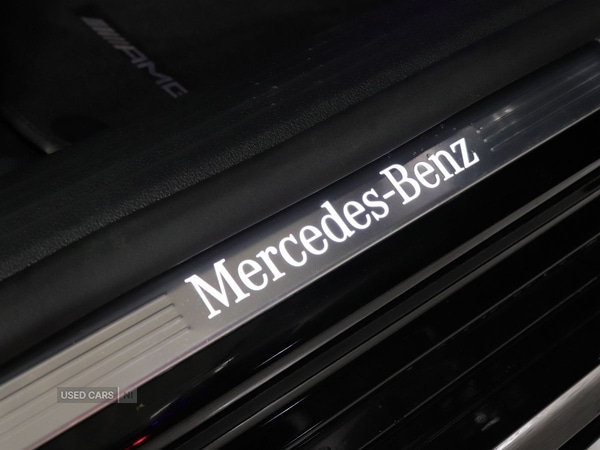 AMG
Mercedes-Benz
USED CARS NI